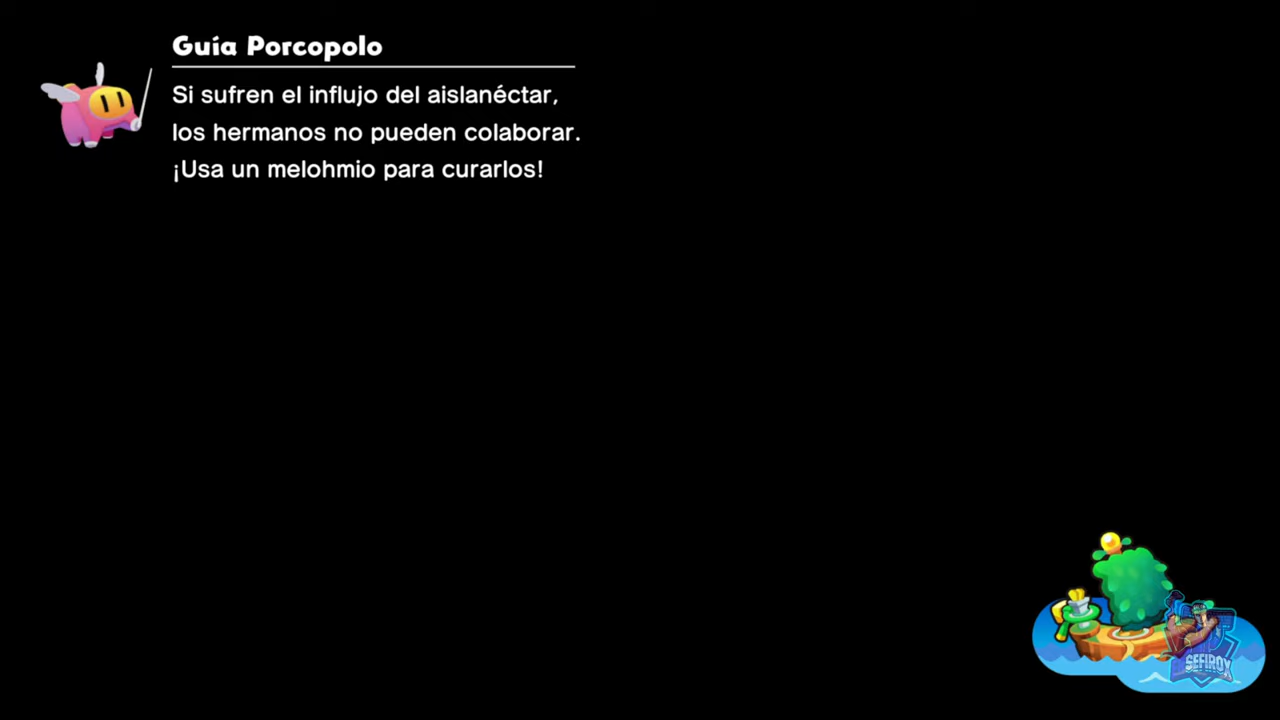 Guía Porcopolo
Si sufren el influjo del aislanéctar,
los hermanos no pueden colaborar.
¡Usa un melohmio para curarlos!
SEFIROX